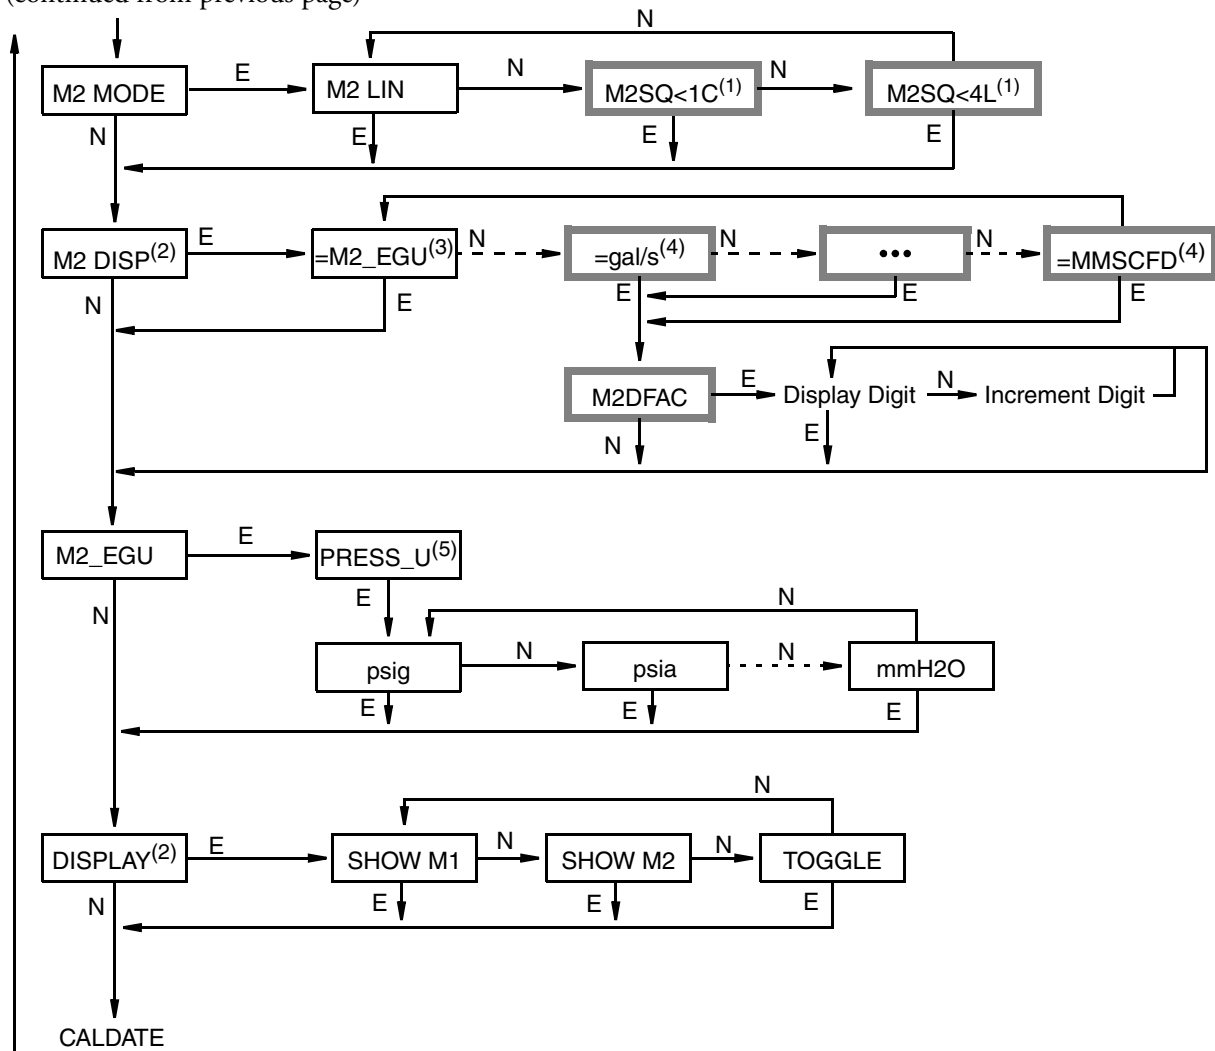 (continued from previous page)
N
M2 MODE E M2 LIN N M2SQ<1C(1) N M2SQ<4L(1)
N E E E
M2 DISP(2) E =M2_EGU(3) N =gal/s(4) N ••• N =MMSCFD(4)
N E E E E
M2DFAC E Display Digit N Increment Digit
N E
M2_EGU E PRESS_U(5)
N E N
psig N psia N mmH2O
E E E
N
DISPLAY(2) E SHOW M1 N SHOW M2 N TOGGLE
N E E E
CALDATE